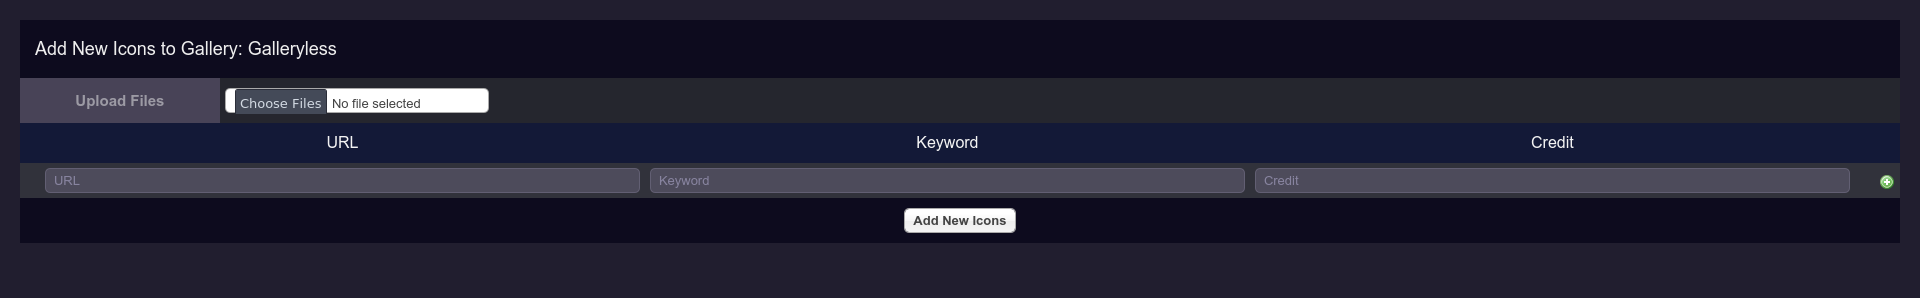 Add New Icons to Gallery: Galleryless
Upload Files Choose Files No file selected
URL Keyword Credit
URL Keyword Credit
Add New Icons